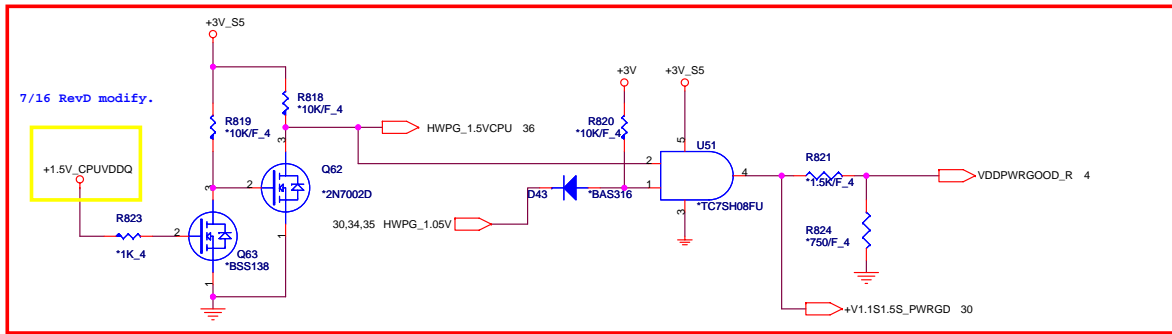 +3V_S5
7/16 RevD modify.
R819
*10K/F_4
R818
*10K/F_4
+3V
+3V_S5
R820
*10K/F_4
HWPG_1.5VCPU 36
U51
5
2
1
4
3
*TC7SH08FU
R821
*1.5K/F_4
VDDPWRGOOD_R 4
+1.5V_CPUVDDQ
3
2
1
Q62
*2N7002D
D43
*BAS316
30,34,35 HWPG_1.05V
R824
*750/F_4
R823
*1K_4
3
2
1
Q63
*BSS138
+V1.1S1.5S_PWRGD 30